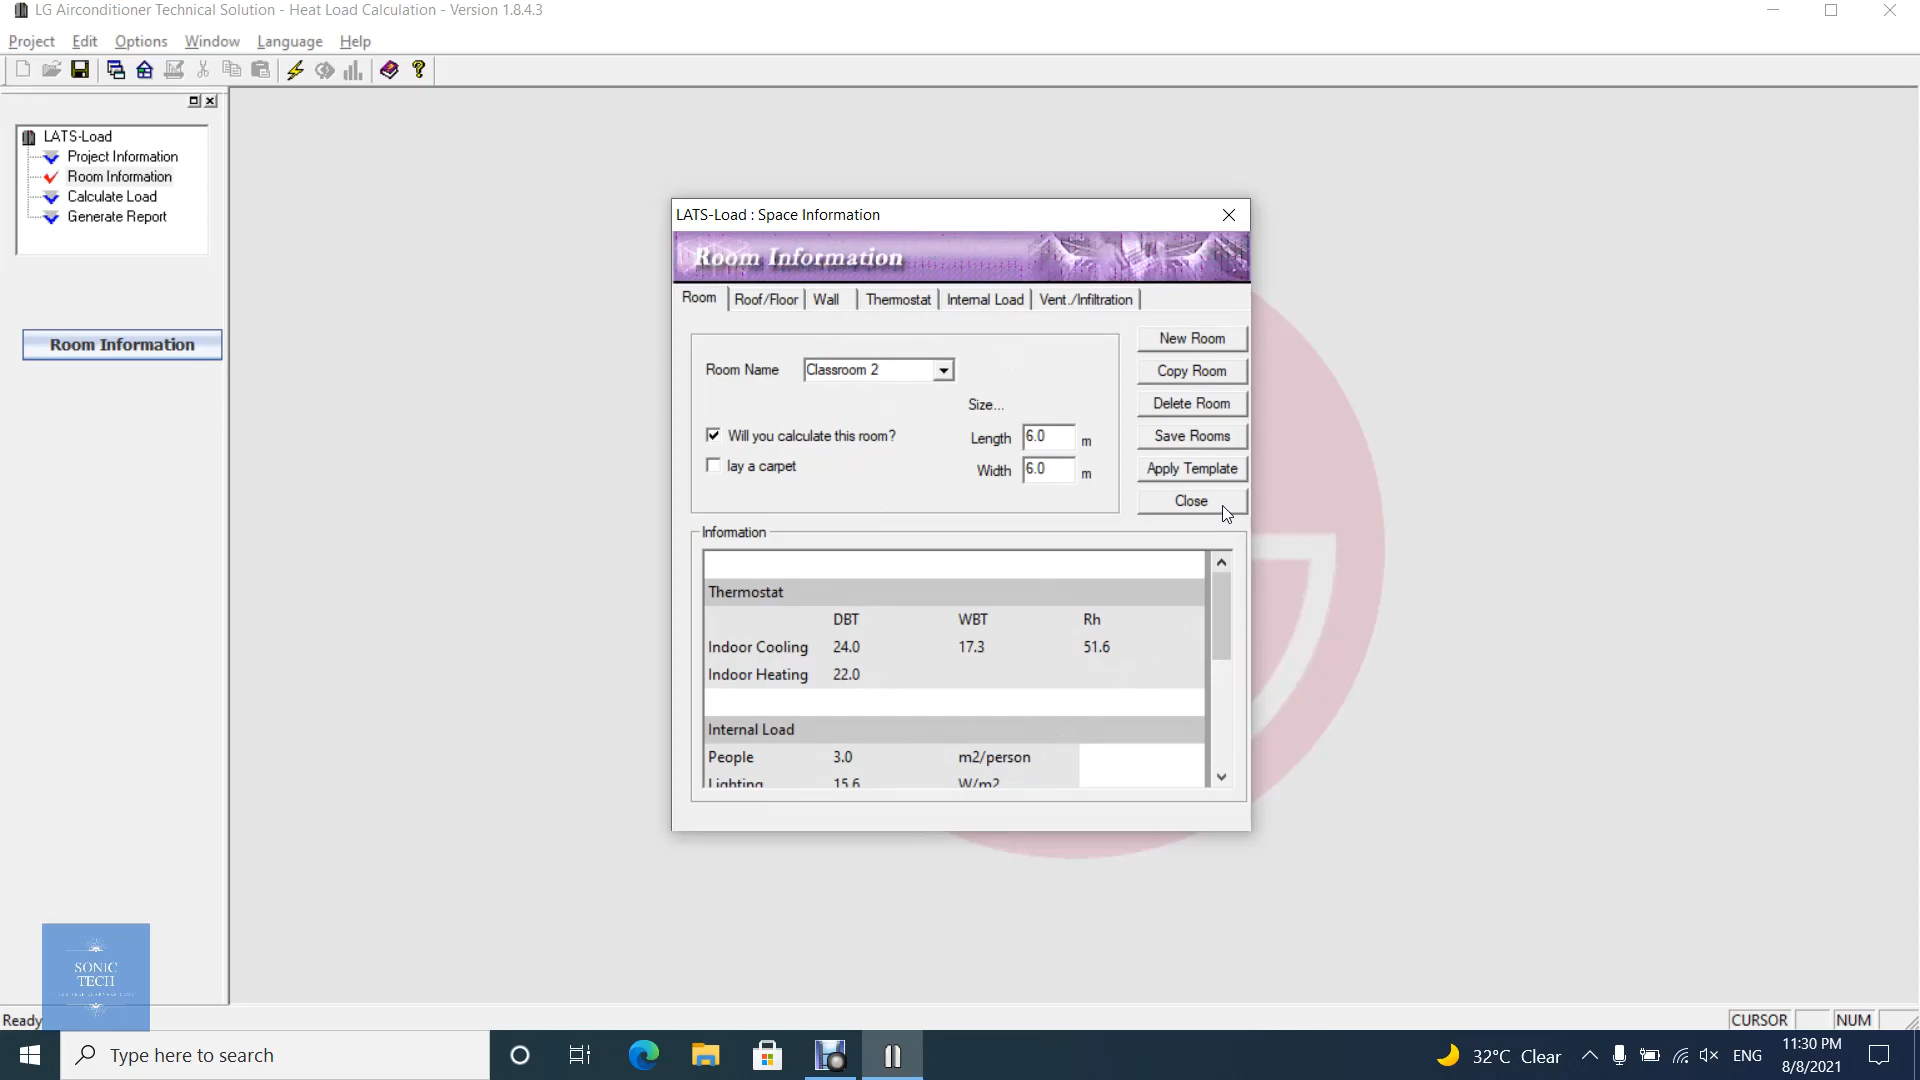 LG Airconditioner Technical Solution - Heat Load Calculation - Version 1.8.4.3
Project Edit Options Window Language Help
LATS-Load
Project Information
Room Information
Calculate Load
Generate Report
Room Information
LATS-Load : Space Information
Room Information
Room Roof/Floor Wall Thermostat Internal Load Vent./Infiltration
Room Name Classroom 2
Size...
Will you calculate this room? Length 6.0 m
lay a carpet Width 6.0 m
New Room
Copy Room
Delete Room
Save Rooms
Apply Template
Close
Information
Thermostat
DBT WBT Rh
Indoor Cooling 24.0 17.3 51.6
Indoor Heating 22.0
Internal Load
People 3.0 m2/person
Lighting 15.6 W/m2
SONIC
TECH
Ready
CURSOR NUM
Type here to search
32°C Clear
ENG
11:30 PM
8/8/2021